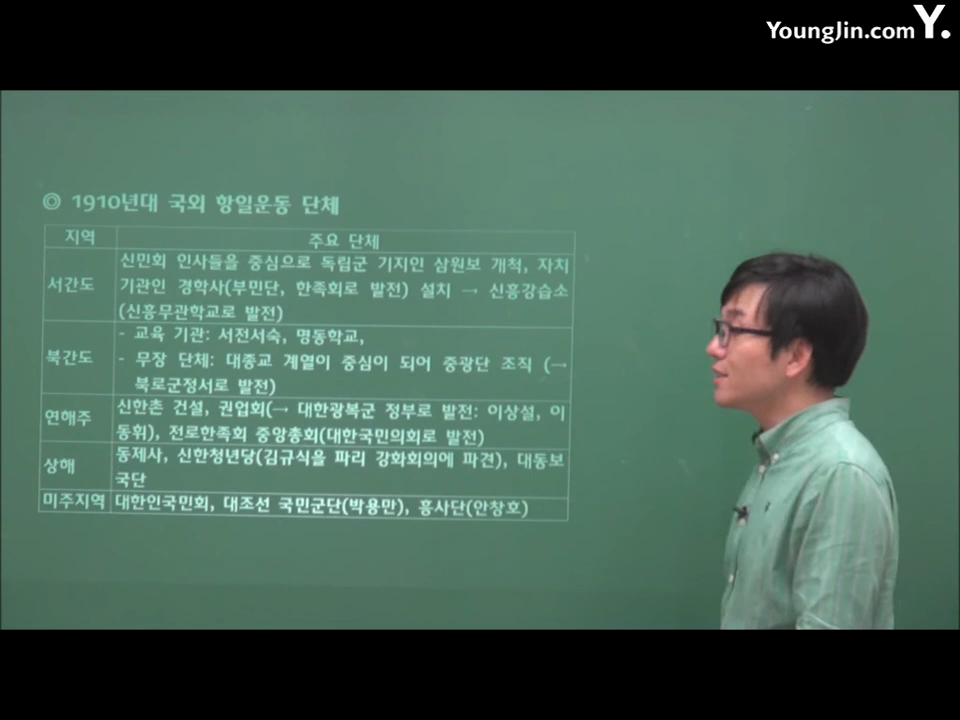 YoungJin.com Y.
◎ 1910년대 국외 항일운동 단체
지역 주요 단체
서간도 신민회 인사들을 중심으로 독립군 기지인 삼원보 개척, 자치
기관인 경학사(부민단, 한족회로 발전) 설치 → 신흥강습소
(신흥무관학교로 발전)
북간도 - 교육 기관: 서전서숙, 명동학교,
- 무장 단체: 대종교 계열이 중심이 되어 중광단 조직 (→
북로군정서로 발전)
연해주 신한촌 건설, 권업회(→ 대한광복군 정부로 발전: 이상설, 이
동휘), 전로한족회 중앙총회(대한국민의회로 발전)
상해 동제사, 신한청년당(김규식을 파리 강화회의에 파견), 대동보
국단
미주지역 대한인국민회, 대조선 국민군단(박용만), 흥사단(안창호)